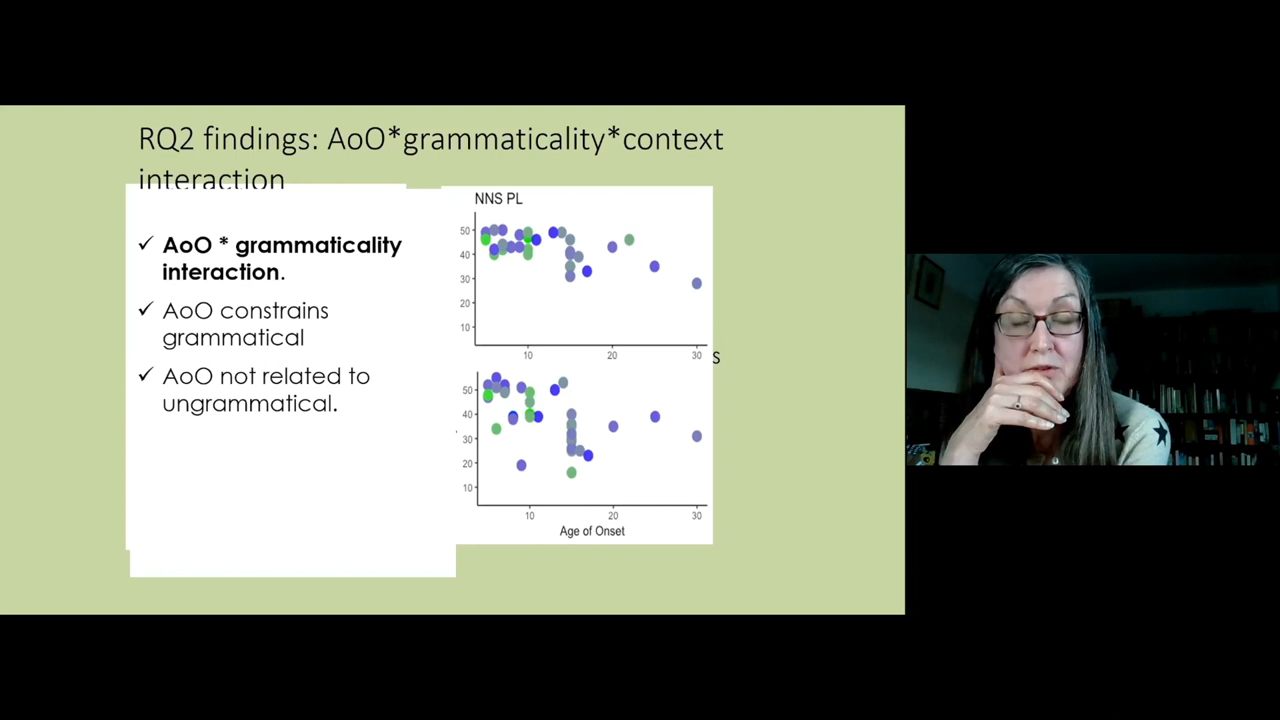 RQ2 findings: AoO*grammaticality*context
interaction
✓ AoO * grammaticality
interaction.
✓ AoO constrains
grammatical
✓ AoO not related to
ungrammatical.
NNS PL
50
40
30
20
10
10 20 30
s
50
40
30
20
10
10 20 30
Age of Onset